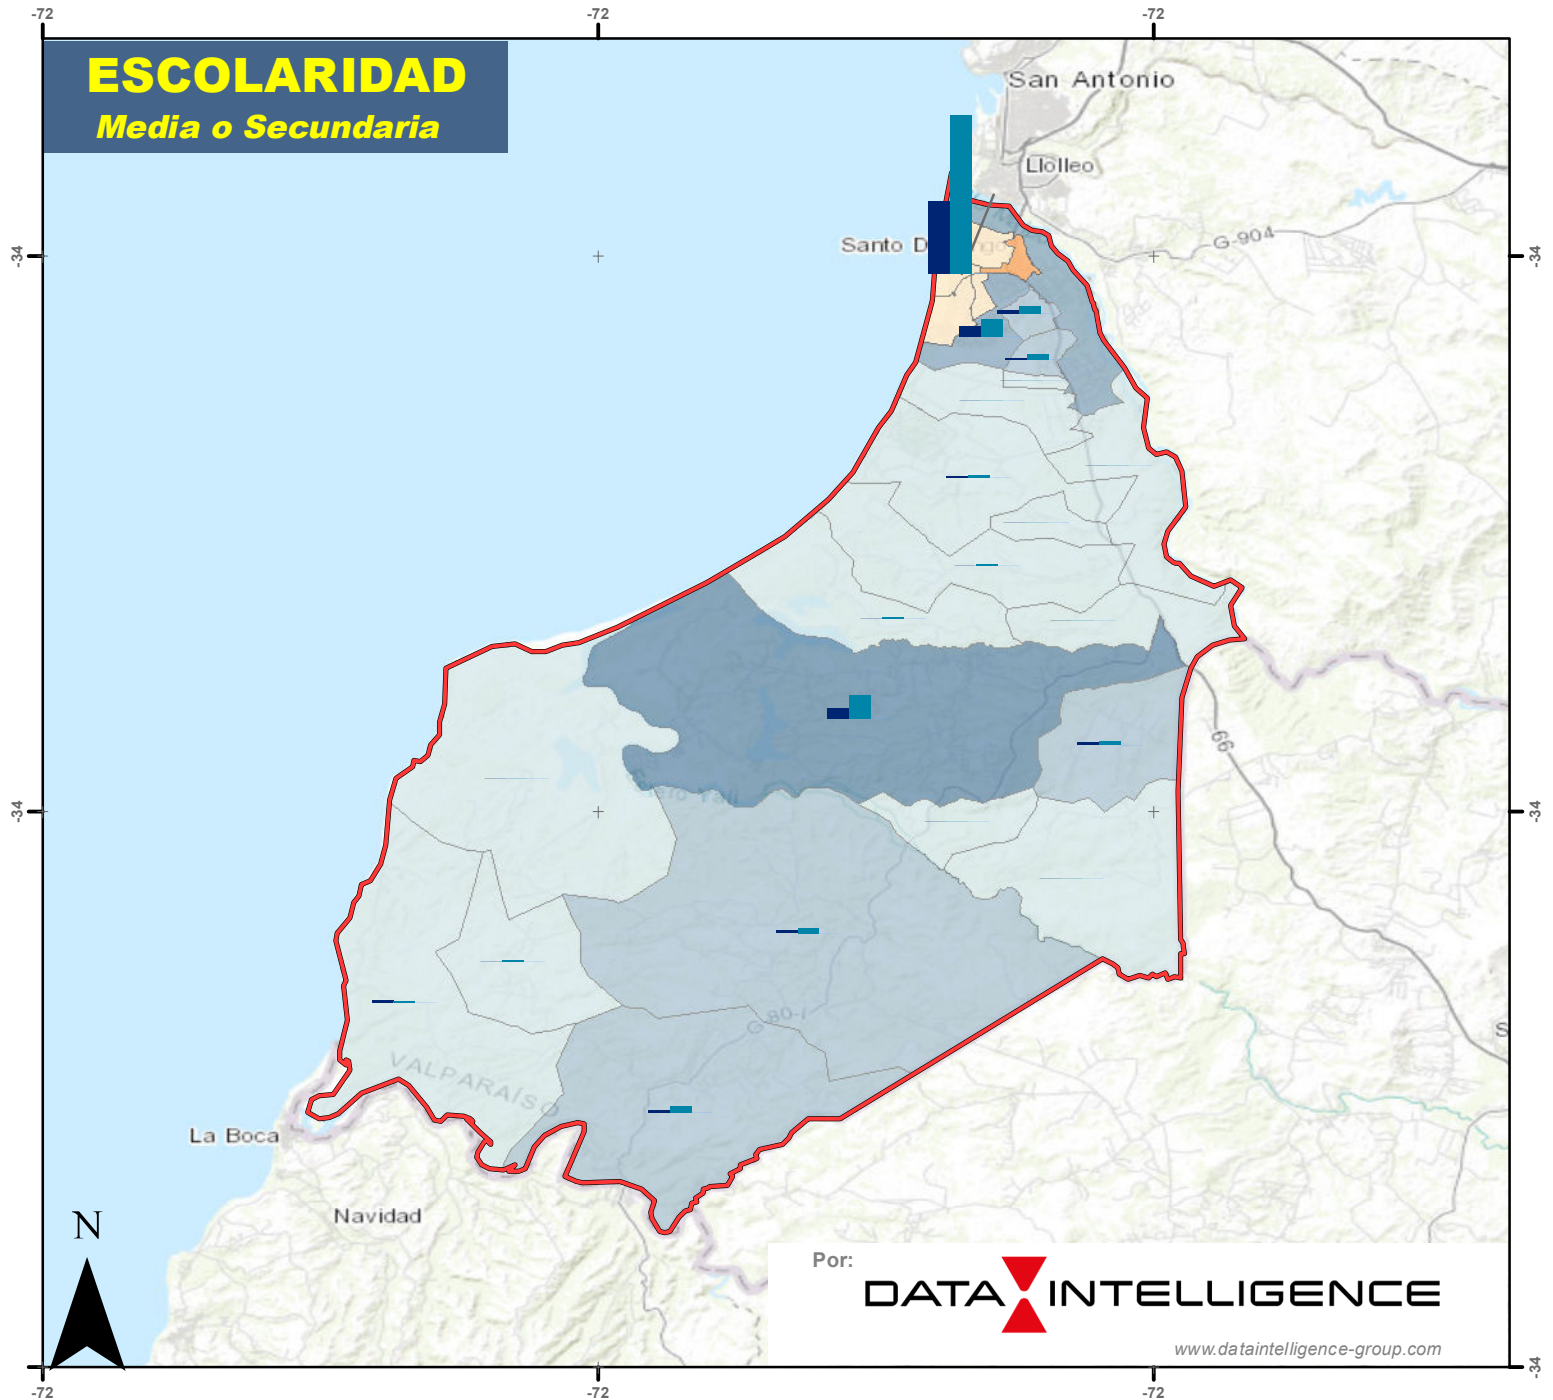 -72 -72 -72
ESCOLARIDAD
Media o Secundaria
San Antonio
Llolleo
G-904
-34 -34
66
-34 -34
G-80-I
VALPARAÍSO
La Boca
Navidad
N
Por:
DATA INTELLIGENCE
www.dataintelligence-group.com
-34
-72 -72 -72